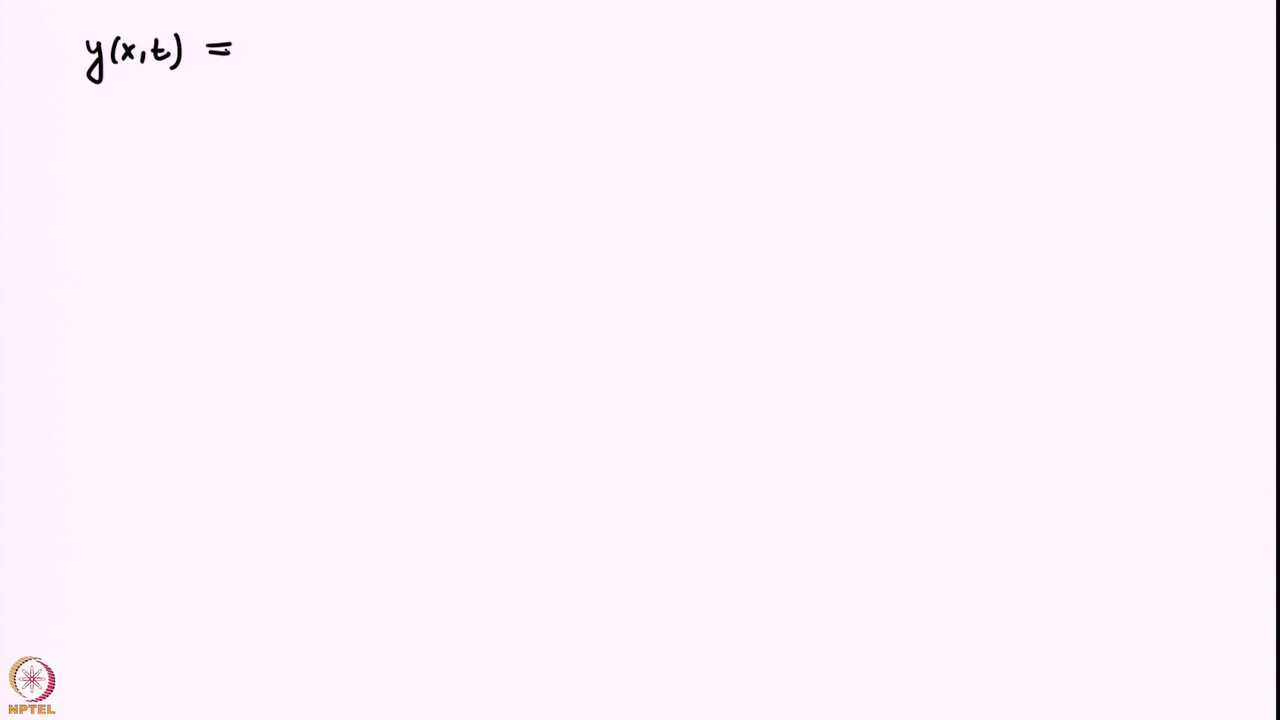 y(x,t) =
NPTEL